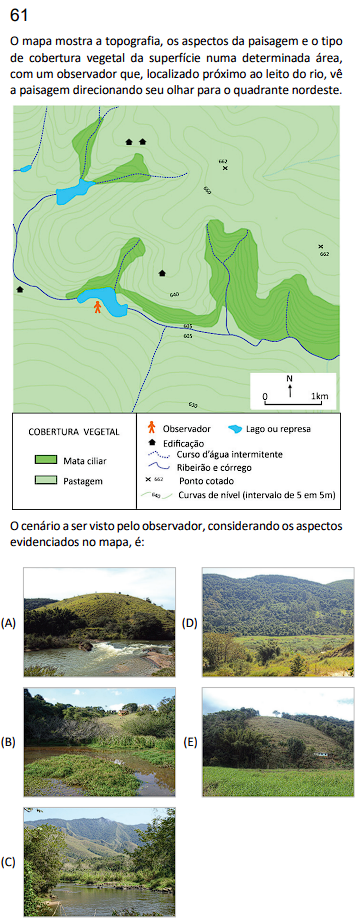 61
O mapa mostra a topografia, os aspectos da paisagem e o tipo
de cobertura vegetal da superfície numa determinada área,
com um observador que, localizado próximo ao leito do rio, vê
a paisagem direcionando seu olhar para o quadrante nordeste.
662
660
662
640
605
605
630
N
0 1km
COBERTURA VEGETAL
Mata ciliar
Pastagem
Observador
Lago ou represa
Edificação
Curso d'água intermitente
Ribeirão e córrego
662 Ponto cotado
640 Curvas de nível (intervalo de 5 em 5m)
O cenário a ser visto pelo observador, considerando os aspectos
evidenciados no mapa, é:
(A)
(D)
(B)
(E)
(C)